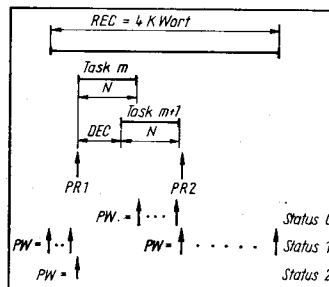 REC = 4 K Wort
Task m
N
Task m+1
DEC N
PR1 PR2
PW. = ... Status
PW = .. PW = ..... Status 1
PW = Status 2